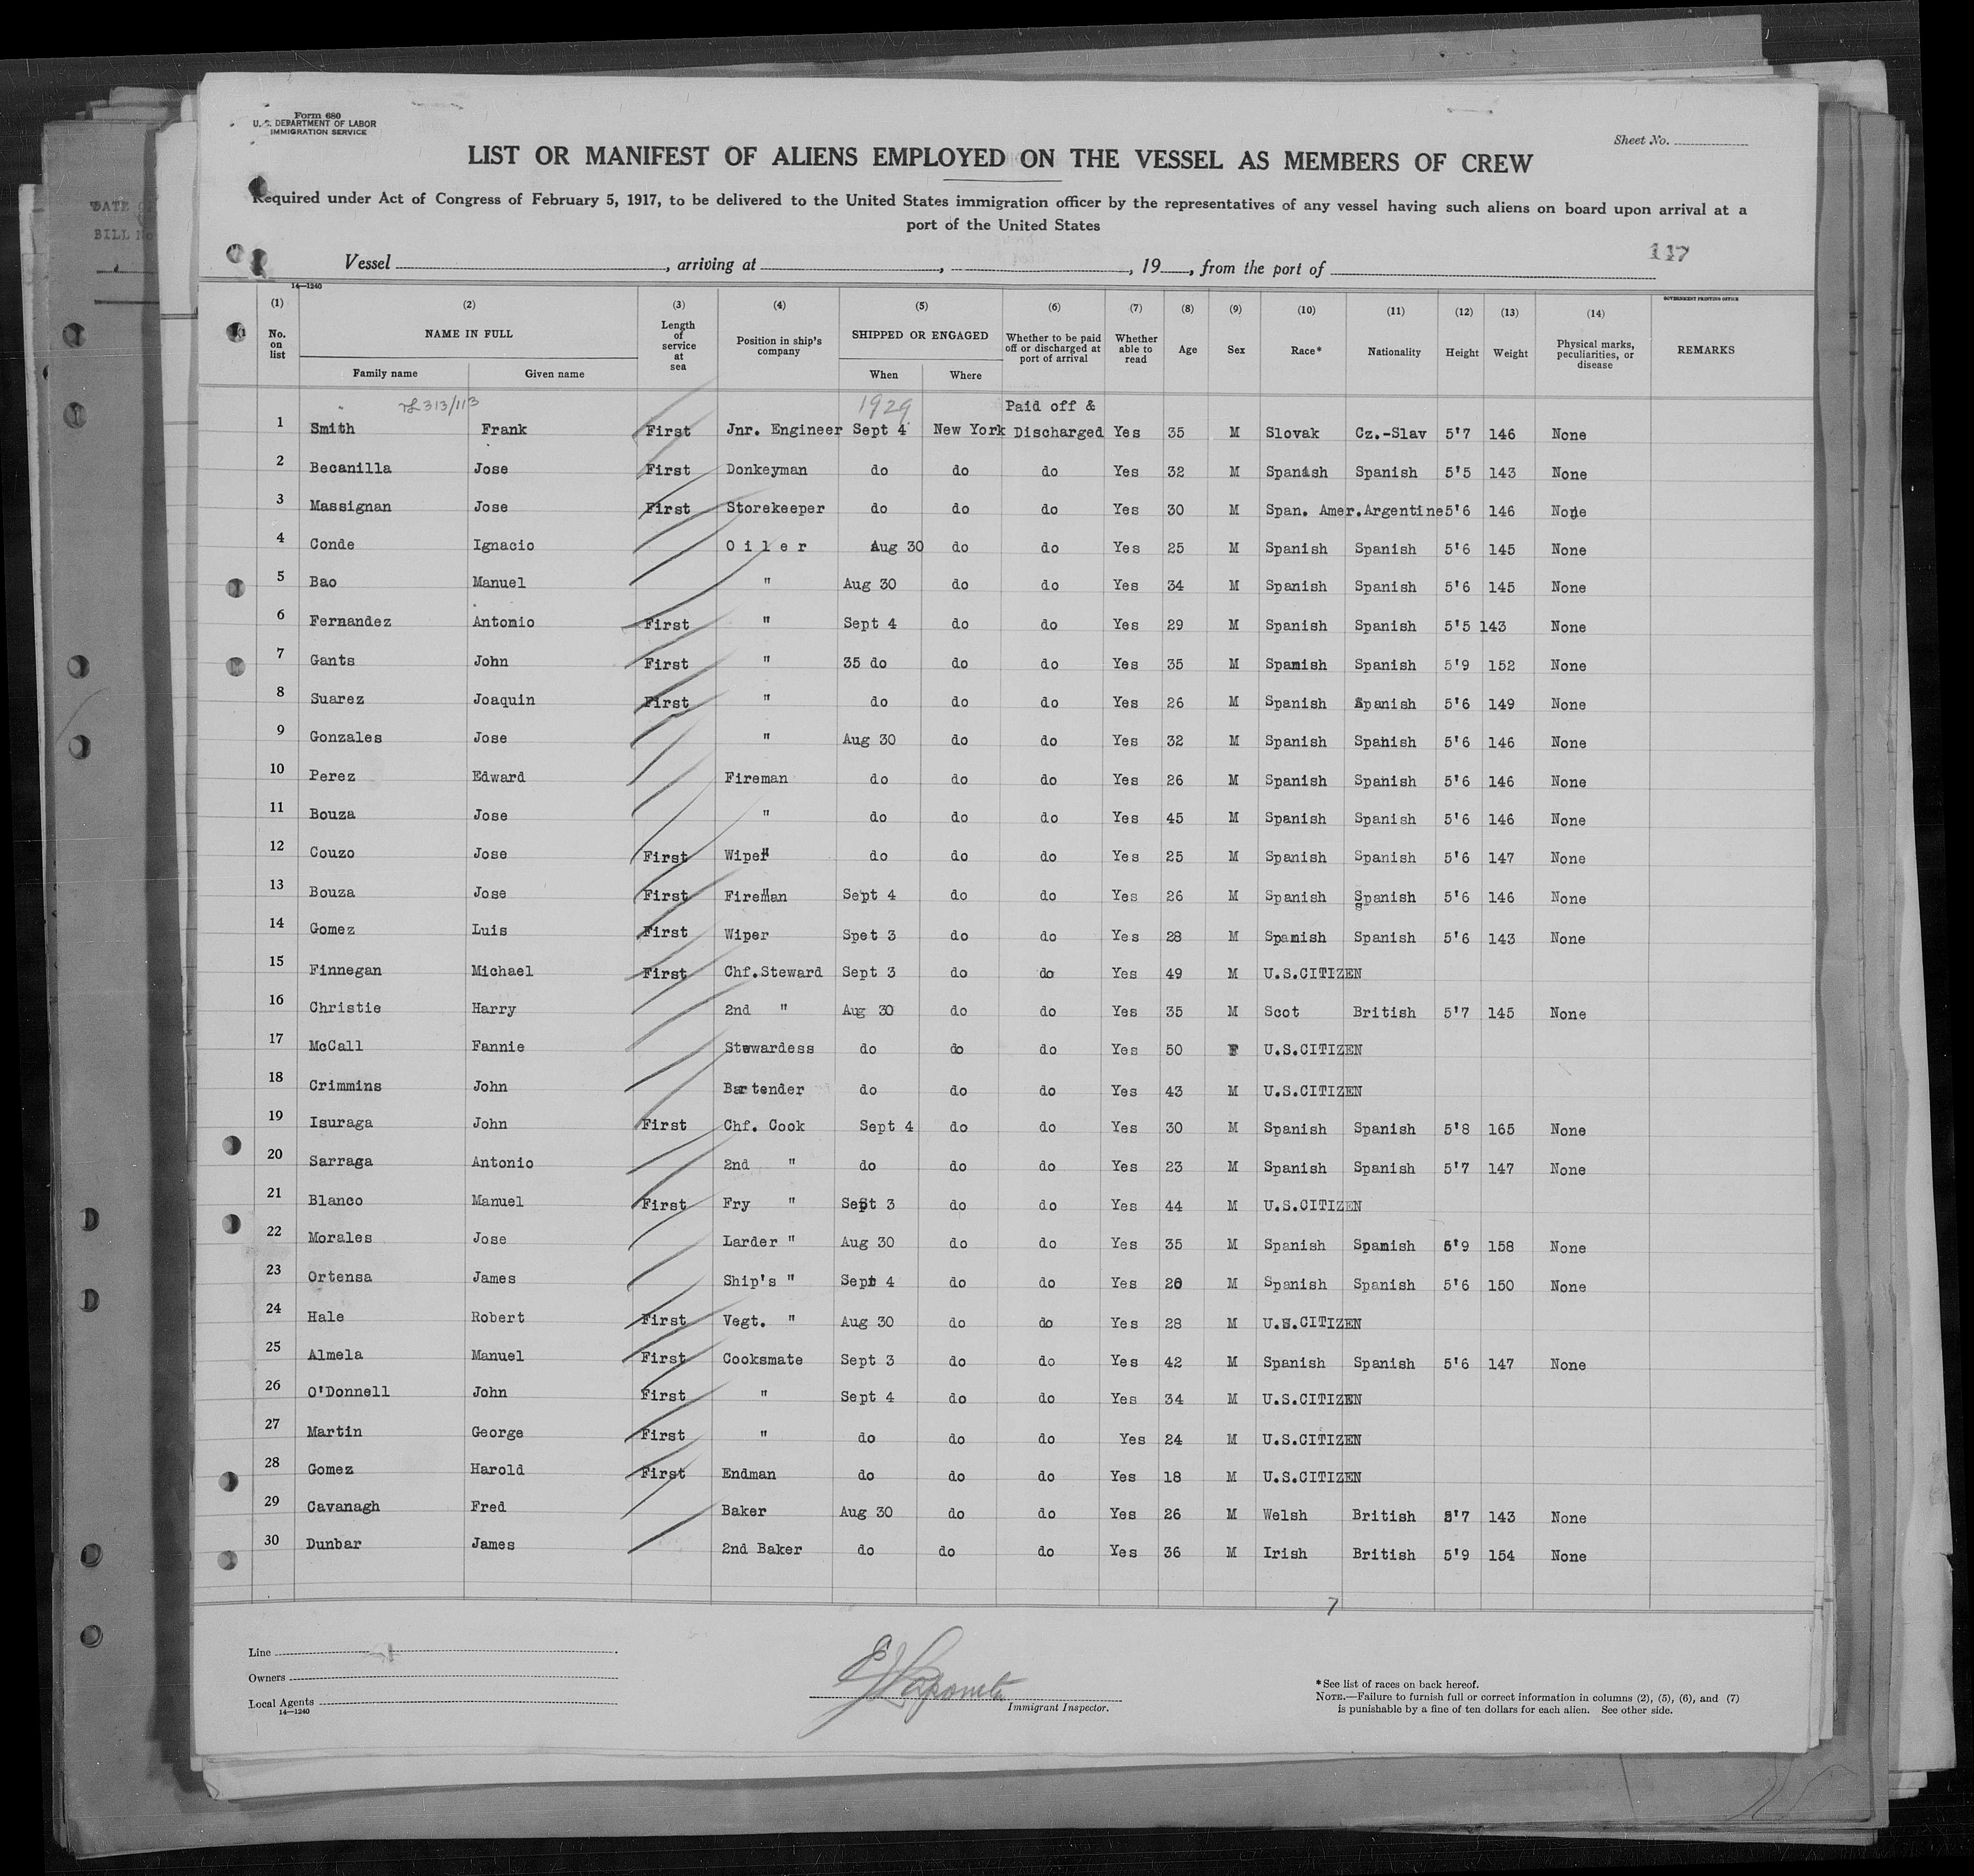 Form 680
U. S. DEPARTMENT OF LABOR
IMMIGRATION SERVICE
Sheet No.
LIST OR MANIFEST OF ALIENS EMPLOYED ON THE VESSEL AS MEMBERS OF CREW
Required under Act of Congress of February 5, 1917, to be delivered to the United States immigration officer by the representatives of any vessel having such aliens on board upon arrival at a
port of the United States
DATE
BILL No
117
Vessel , arriving at , , 19 , from the port of
14—1240
GOVERNMENT PRINTING OFFICE
(1) (2) (3) (4) (5) (6) (7) (8) (9) (10) (11) (12) (13) (14)
No. on list NAME IN FULL Length of service at sea Position in ship's company SHIPPED OR ENGAGED Whether to be paid off or discharged at port of arrival Whether able to read Age Sex Race* Nationality Height Weight Physical marks, peculiarities, or disease REMARKS
Family name Given name When Where
313/113 1929 Paid off &
1 Smith Frank First Jnr. Engineer Sept 4 New York Discharged Yes 35 M Slovak Cz.-Slav 5'7 146 None
2 Becanilla Jose First Donkeyman do do do Yes 32 M Spanish Spanish 5'5 143 None
3 Massignan Jose First Storekeeper do do do Yes 30 M Span. Amer. Argentine 5'6 146 None
4 Conde Ignacio O i l e r Aug 30 do do Yes 25 M Spanish Spanish 5'6 145 None
5 Bao Manuel " Aug 30 do do Yes 34 M Spanish Spanish 5'6 145 None
6 Fernandez Antonio First " Sept 4 do do Yes 29 M Spanish Spanish 5'5 143 None
7 Gants John First " 35 do do do Yes 35 M Spanish Spanish 5'9 152 None
8 Suarez Joaquin First " do do do Yes 26 M Spanish Spanish 5'6 149 None
9 Gonzales Jose " Aug 30 do do Yes 32 M Spanish Spanish 5'6 146 None
10 Perez Edward Fireman do do do Yes 26 M Spanish Spanish 5'6 146 None
11 Bouza Jose " do do do Yes 45 M Spanish Spanish 5'6 146 None
12 Couzo Jose First Wiper do do do Yes 25 M Spanish Spanish 5'6 147 None
13 Bouza Jose First Fireman Sept 4 do do Yes 26 M Spanish Spanish 5'6 146 None
14 Gomez Luis First Wiper Spet 3 do do Yes 28 M Spanish Spanish 5'6 143 None
15 Finnegan Michael First Chf.Steward Sept 3 do do Yes 49 M U.S.CITIZEN
16 Christie Harry 2nd " Aug 30 do do Yes 35 M Scot British 5'7 145 None
17 McCall Fannie Stewardess do do do Yes 50 F U.S.CITIZEN
18 Crimmins John Bartender do do do Yes 43 M U.S.CITIZEN
19 Isuraga John First Chf. Cook Sept 4 do do Yes 30 M Spanish Spanish 5'8 165 None
20 Sarraga Antonio 2nd " do do do Yes 23 M Spanish Spanish 5'7 147 None
21 Blanco Manuel First Fry " Sept 3 do do Yes 44 M U.S.CITIZEN
22 Morales Jose Larder " Aug 30 do do Yes 35 M Spanish Spanish 5'9 158 None
23 Ortensa James Ship's " Sept 4 do do Yes 26 M Spanish Spanish 5'6 150 None
24 Hale Robert First Vegt. " Aug 30 do do Yes 28 M U.S.CITIZEN
25 Almela Manuel First Cooksmate Sept 3 do do Yes 42 M Spanish Spanish 5'6 147 None
26 O'Donnell John First " Sept 4 do do Yes 34 M U.S.CITIZEN
27 Martin George First " do do do Yes 24 M U.S.CITIZEN
28 Gomez Harold First Endman do do do Yes 18 M U.S.CITIZEN
29 Cavanagh Fred Baker Aug 30 do do Yes 26 M Welsh British 5'7 143 None
30 Dunbar James 2nd Baker do do do Yes 36 M Irish British 5'9 154 None
7
Line
Owners
Local Agents
14—1240
Immigrant Inspector.
*See list of races on back hereof.
NOTE.—Failure to furnish full or correct information in columns (2), (5), (6), and (7)
is punishable by a fine of ten dollars for each alien. See other side.